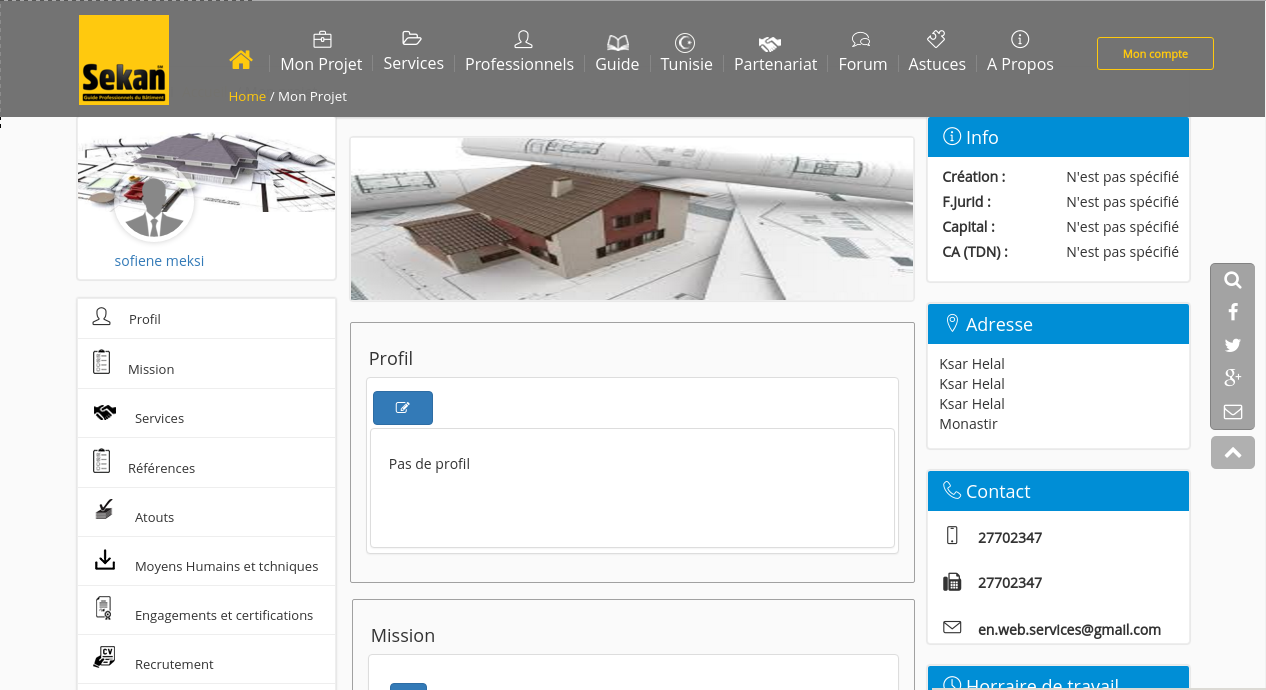 Sekan
Guide Professionnels du Bâtiment
Mon Projet
Services
Professionnels
Guide
Tunisie
Partenariat
Forum
Astuces
A Propos
Mon compte
Home / Mon Projet
sofiene meksi
Profil
Mission
Services
Références
Atouts
Moyens Humains et tchniques
Engagements et certifications
CV
Recrutement
Profil
Pas de profil
Mission
Info
Création : N'est pas spécifié
F.Jurid : N'est pas spécifié
Capital : N'est pas spécifié
CA (TDN) : N'est pas spécifié
Adresse
Ksar Helal
Ksar Helal
Ksar Helal
Monastir
Contact
27702347
27702347
en.web.services@gmail.com
Horraire de travail